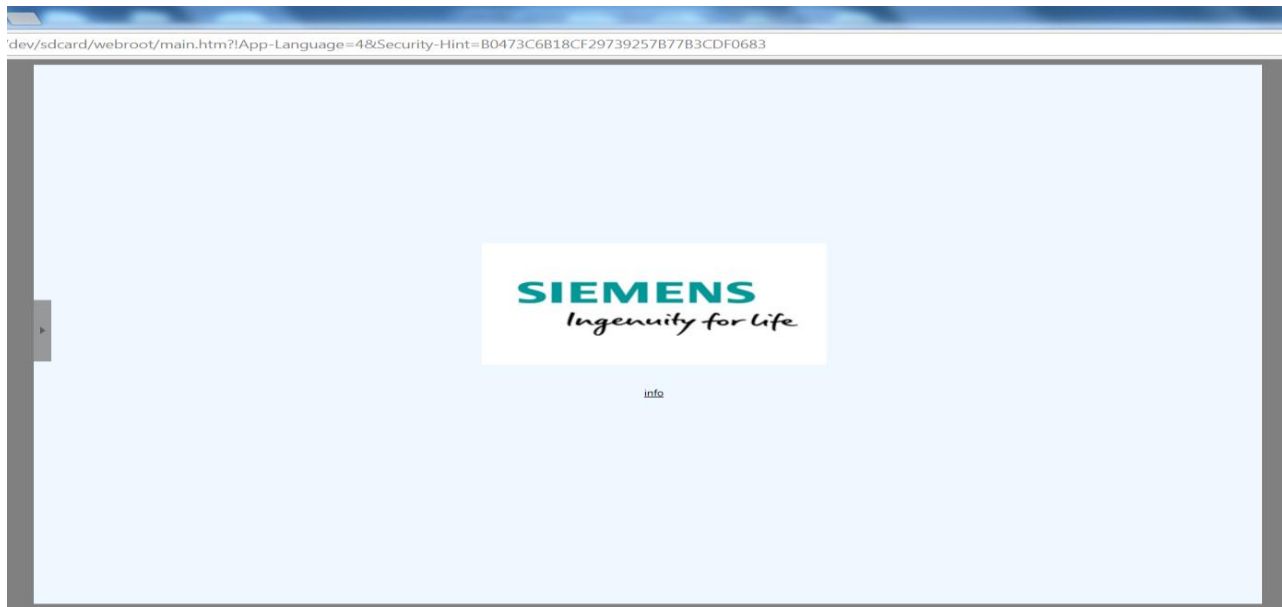 /dev/sdcard/webroot/main.htm?!App-Language=4&Security-Hint=B0473C6B18CF29739257B77B3CDF0683
SIEMENS
Ingenuity for life
info